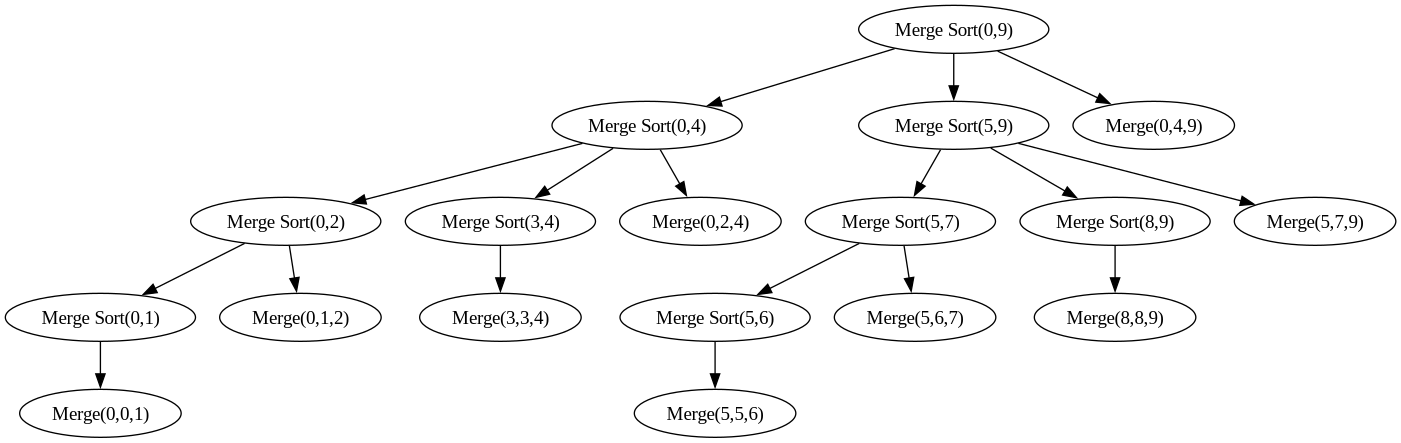 Merge Sort(0,9)
Merge Sort(0,4)
Merge Sort(5,9)
Merge(0,4,9)
Merge Sort(0,2)
Merge Sort(3,4)
Merge(0,2,4)
Merge Sort(5,7)
Merge Sort(8,9)
Merge(5,7,9)
Merge Sort(0,1)
Merge(0,1,2)
Merge(3,3,4)
Merge Sort(5,6)
Merge(5,6,7)
Merge(8,8,9)
Merge(0,0,1)
Merge(5,5,6)